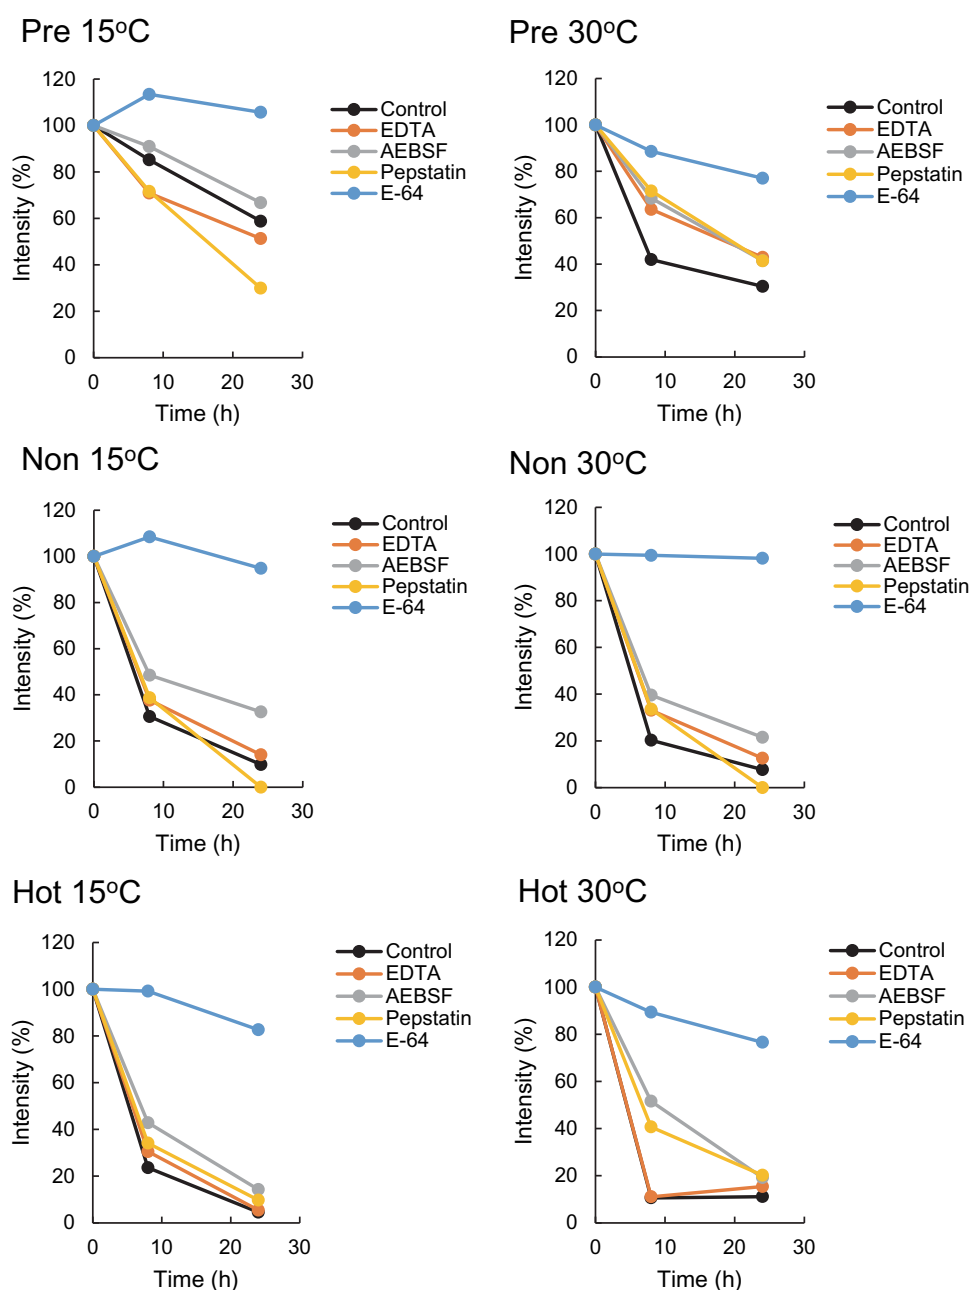 Pre 15°C
120
100
80
60
40
20
0
Intensity (%)
0 10 20 30
Time (h)
Control
EDTA
AEBSF
Pepstatin
E-64
Pre 30°C
120
100
80
60
40
20
0
Intensity (%)
0 10 20 30
Time (h)
Control
EDTA
AEBSF
Pepstatin
E-64
Non 15°C
120
100
80
60
40
20
0
Intensity (%)
0 10 20 30
Time (h)
Control
EDTA
AEBSF
Pepstatin
E-64
Non 30°C
120
100
80
60
40
20
0
Intensity (%)
0 10 20 30
Time (h)
Control
EDTA
AEBSF
Pepstatin
E-64
Hot 15°C
120
100
80
60
40
20
0
Intensity (%)
0 10 20 30
Time (h)
Control
EDTA
AEBSF
Pepstatin
E-64
Hot 30°C
120
100
80
60
40
20
0
Intensity (%)
0 10 20 30
Time (h)
Control
EDTA
AEBSF
Pepstatin
E-64